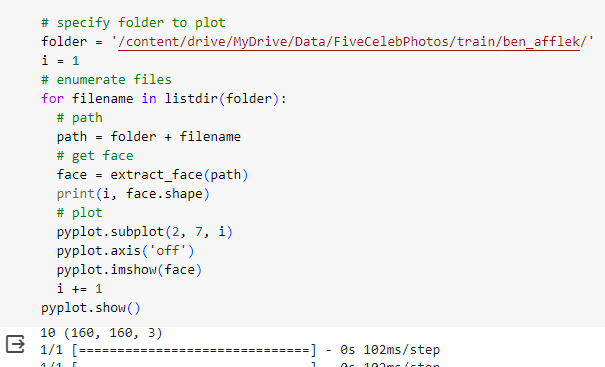 # specify folder to plot
folder = '/content/drive/MyDrive/Data/FiveCelebPhotos/train/ben_afflek/'
i = 1
# enumerate files
for filename in listdir(folder):
  # path
  path = folder + filename
  # get face
  face = extract_face(path)
  print(i, face.shape)
  # plot
  pyplot.subplot(2, 7, i)
  pyplot.axis('off')
  pyplot.imshow(face)
  i += 1
pyplot.show()
10 (160, 160, 3)
1/1 [==============================] - 0s 102ms/step
1/1 [